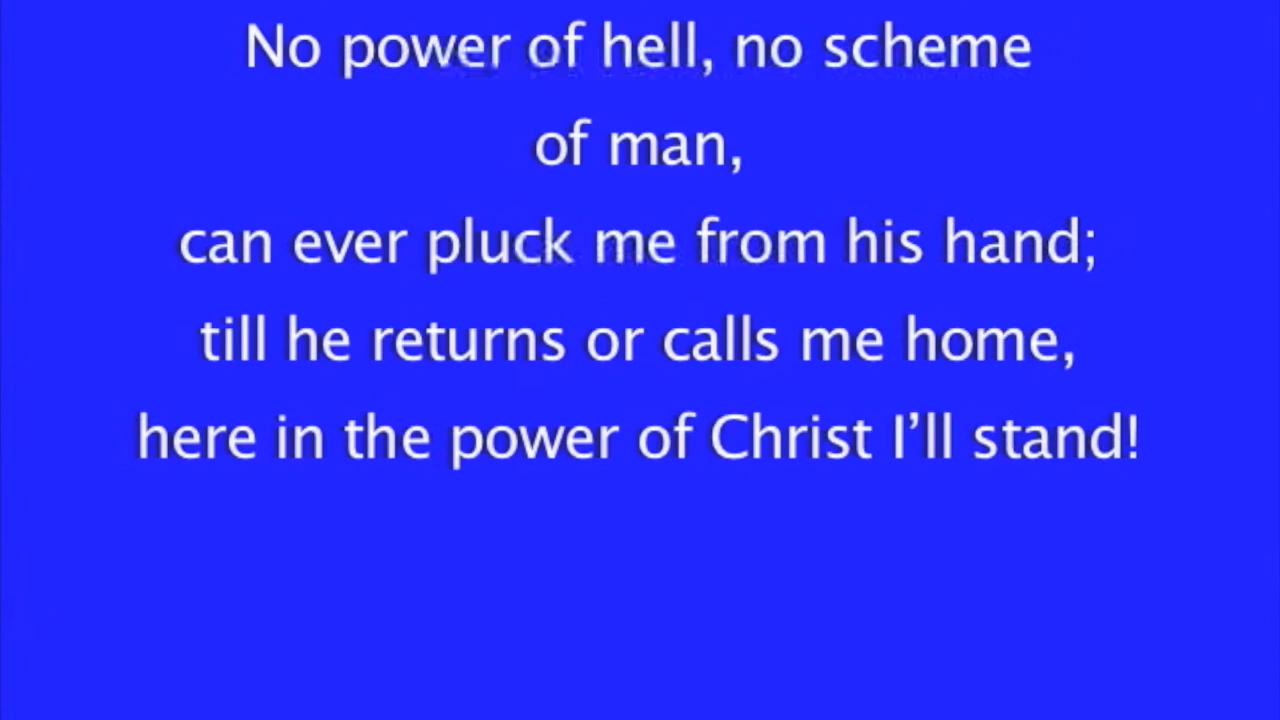 No power of hell, no scheme
of man,
can ever pluck me from his hand;
till he returns or calls me home,
here in the power of Christ I’ll stand!